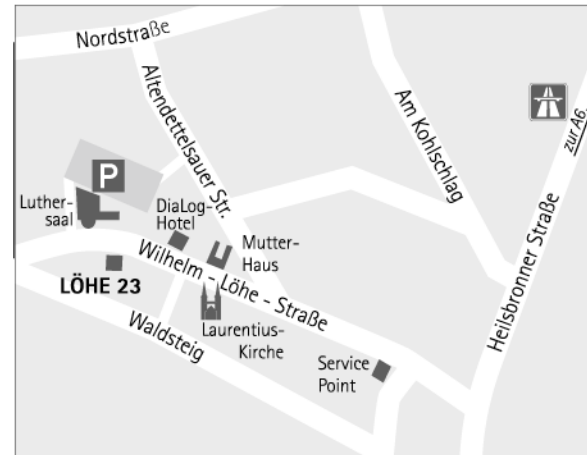 Nordstraße
Altendettelsauer Str.
Am Kohlschlag
zur A6
Heilsbronner Straße
P
Luther-
saal
DiaLog-
Hotel
Mutter-
Haus
Wilhelm - Löhe - Straße
LÖHE 23
Laurentius-
Kirche
Waldsteig
Service
Point